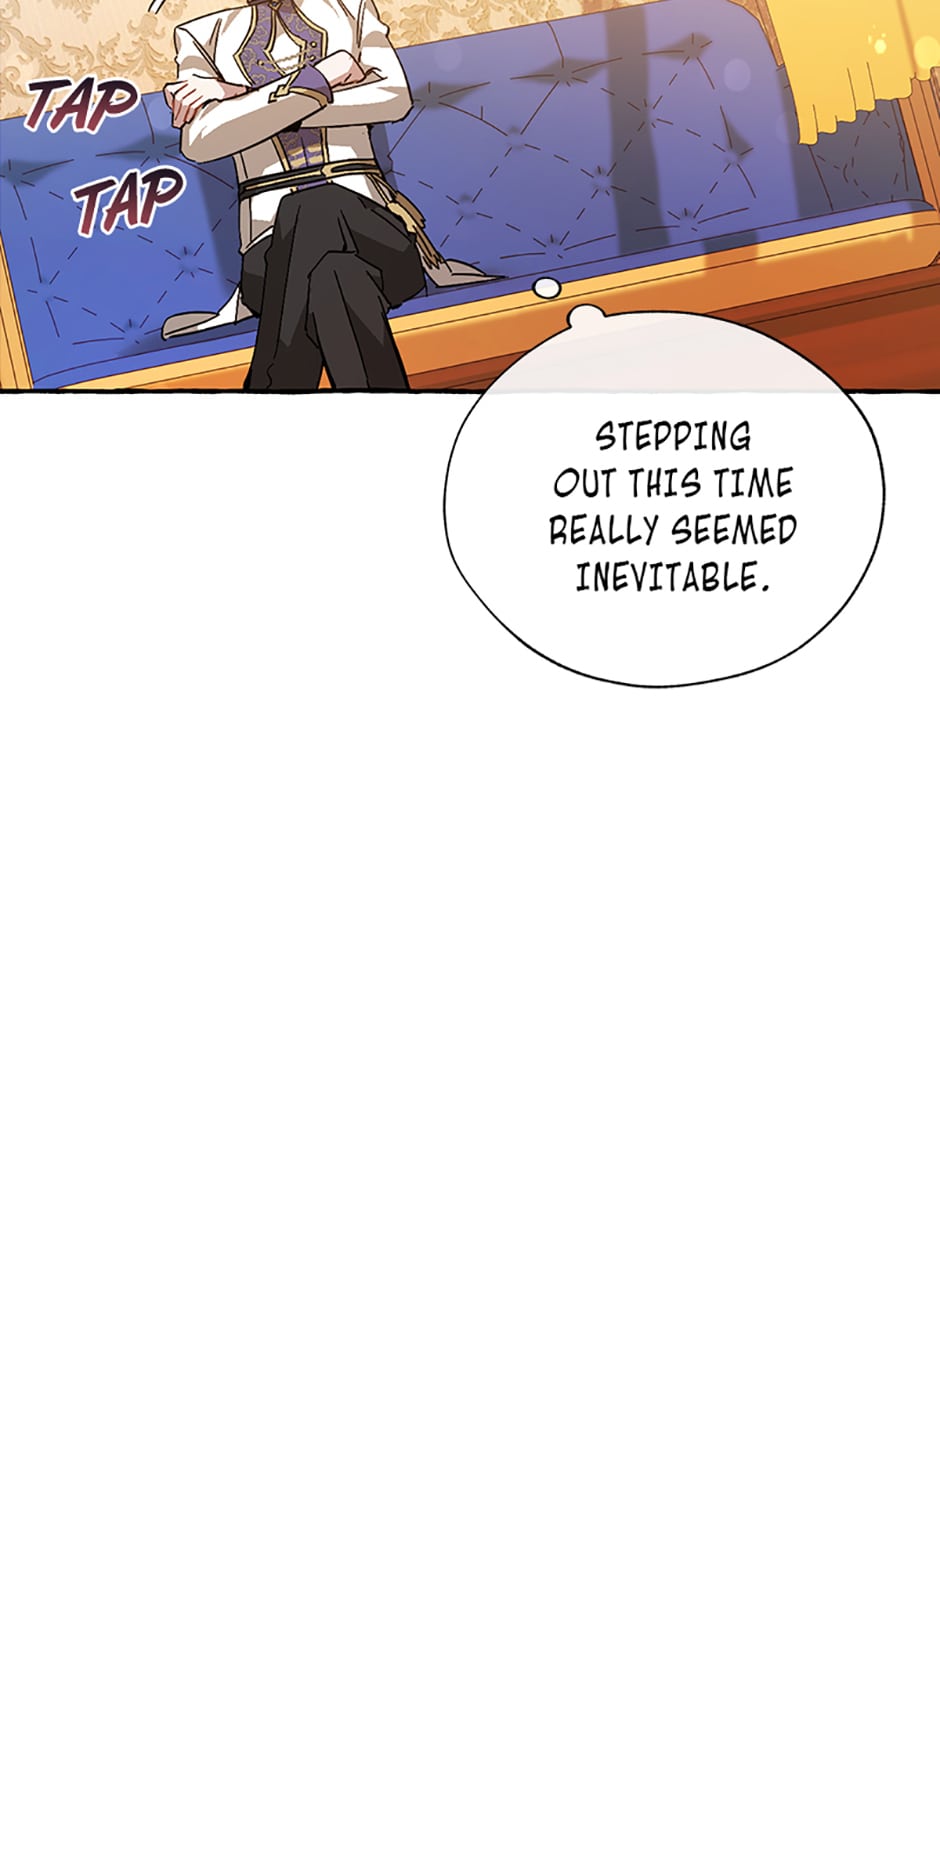 TAP
TAP
STEPPING
OUT THIS TIME
REALLY SEEMED
INEVITABLE.